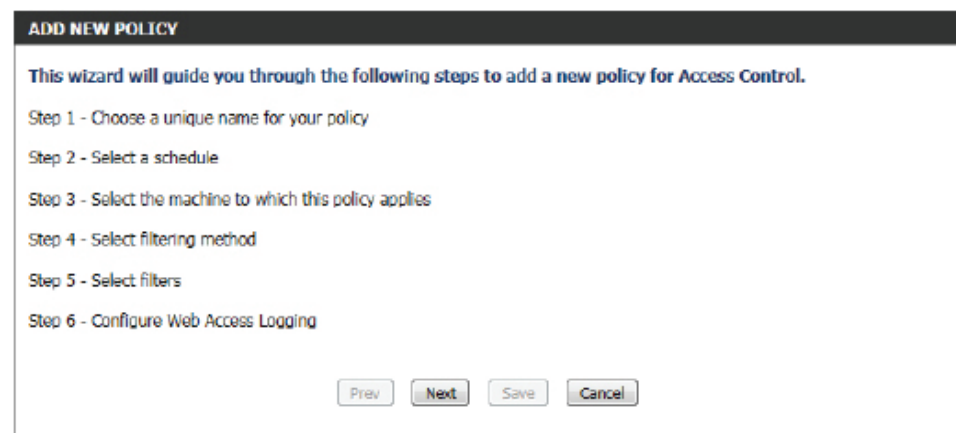 ADD NEW POLICY
This wizard will guide you through the following steps to add a new policy for Access Control.
Step 1 - Choose a unique name for your policy
Step 2 - Select a schedule
Step 3 - Select the machine to which this policy applies
Step 4 - Select filtering method
Step 5 - Select filters
Step 6 - Configure Web Access Logging
Prev Next Save Cancel